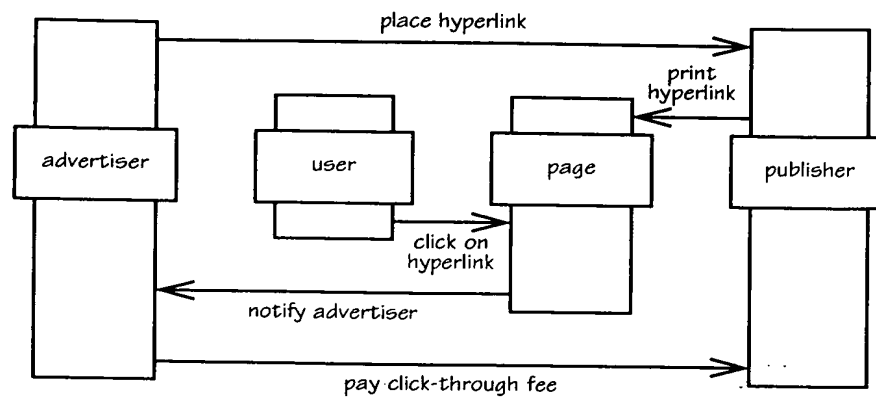 place hyperlink
print
hyperlink
advertiser
user
page
publisher
click on
hyperlink
notify advertiser
pay click-through fee